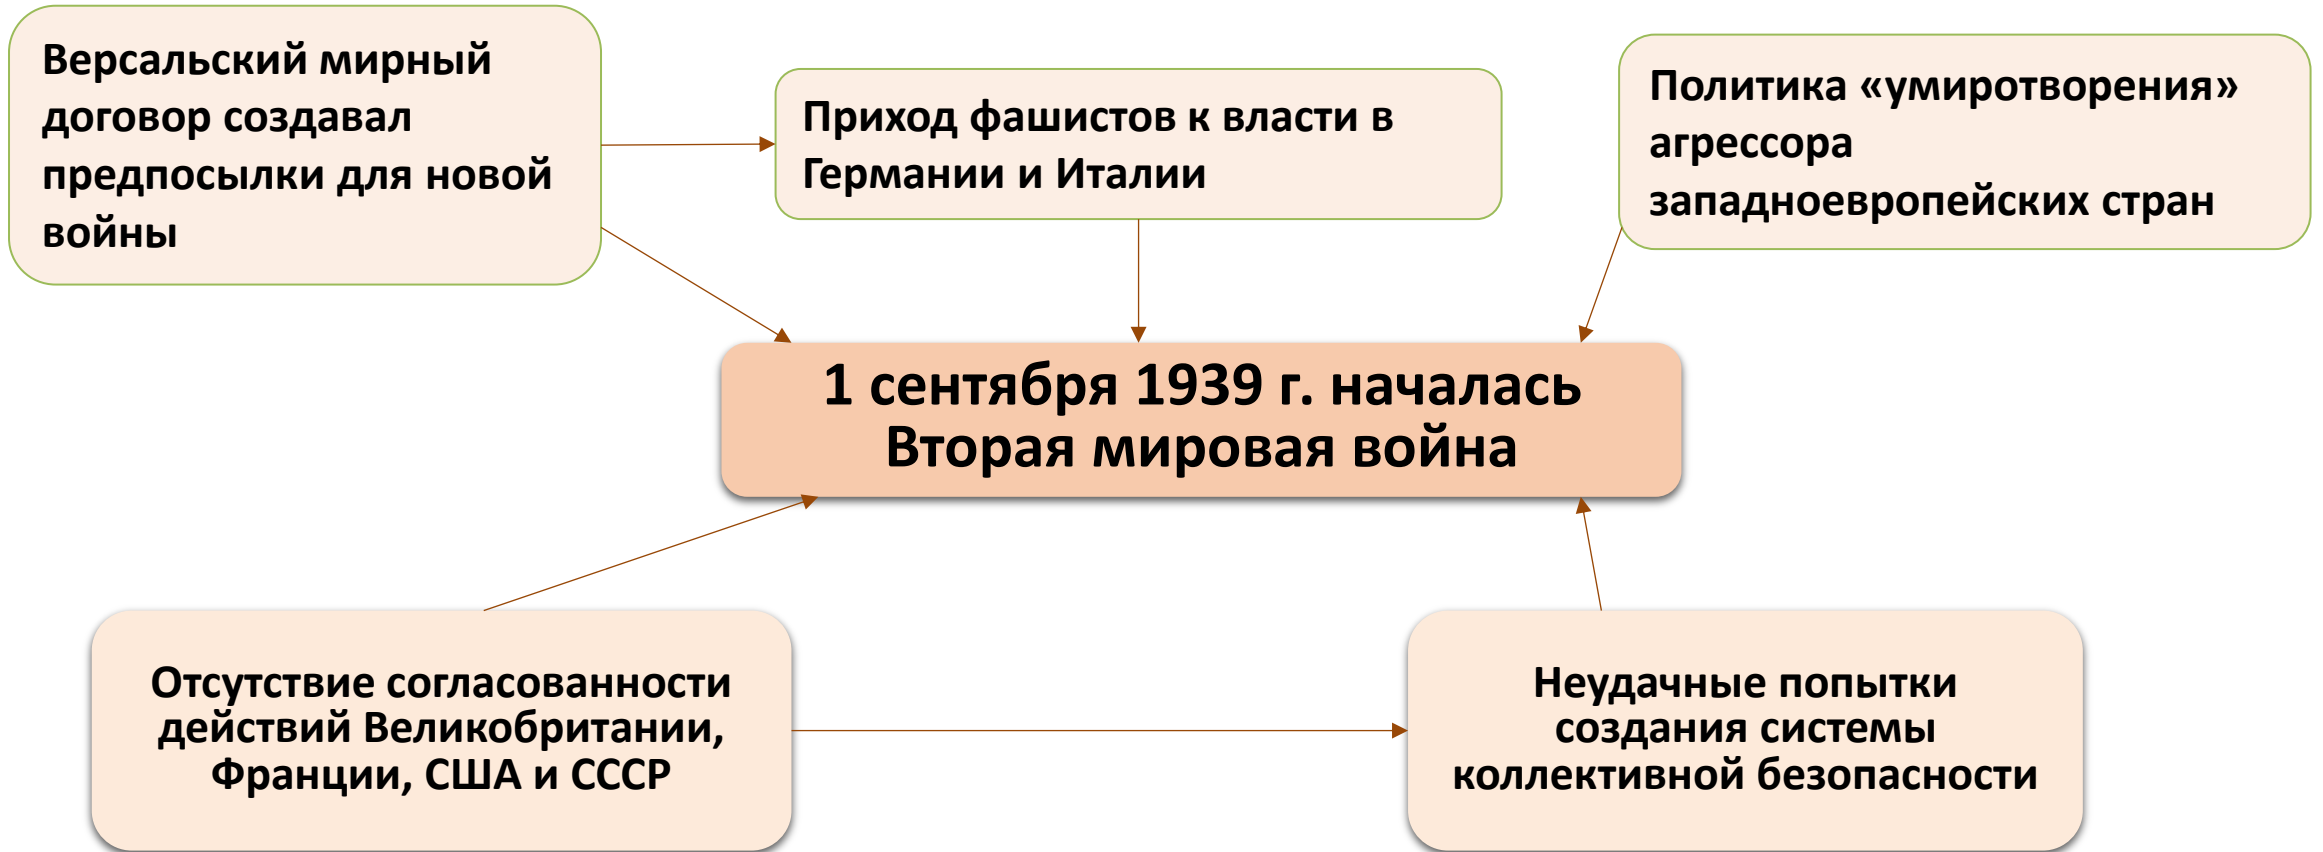 Версальский мирный
договор создавал
предпосылки для новой
войны
Приход фашистов к власти в
Германии и Италии
Политика «умиротворения»
агрессора
западноевропейских стран
1 сентября 1939 г. началась
Вторая мировая война
Отсутствие согласованности
действий Великобритании,
Франции, США и СССР
Неудачные попытки
создания системы
коллективной безопасности